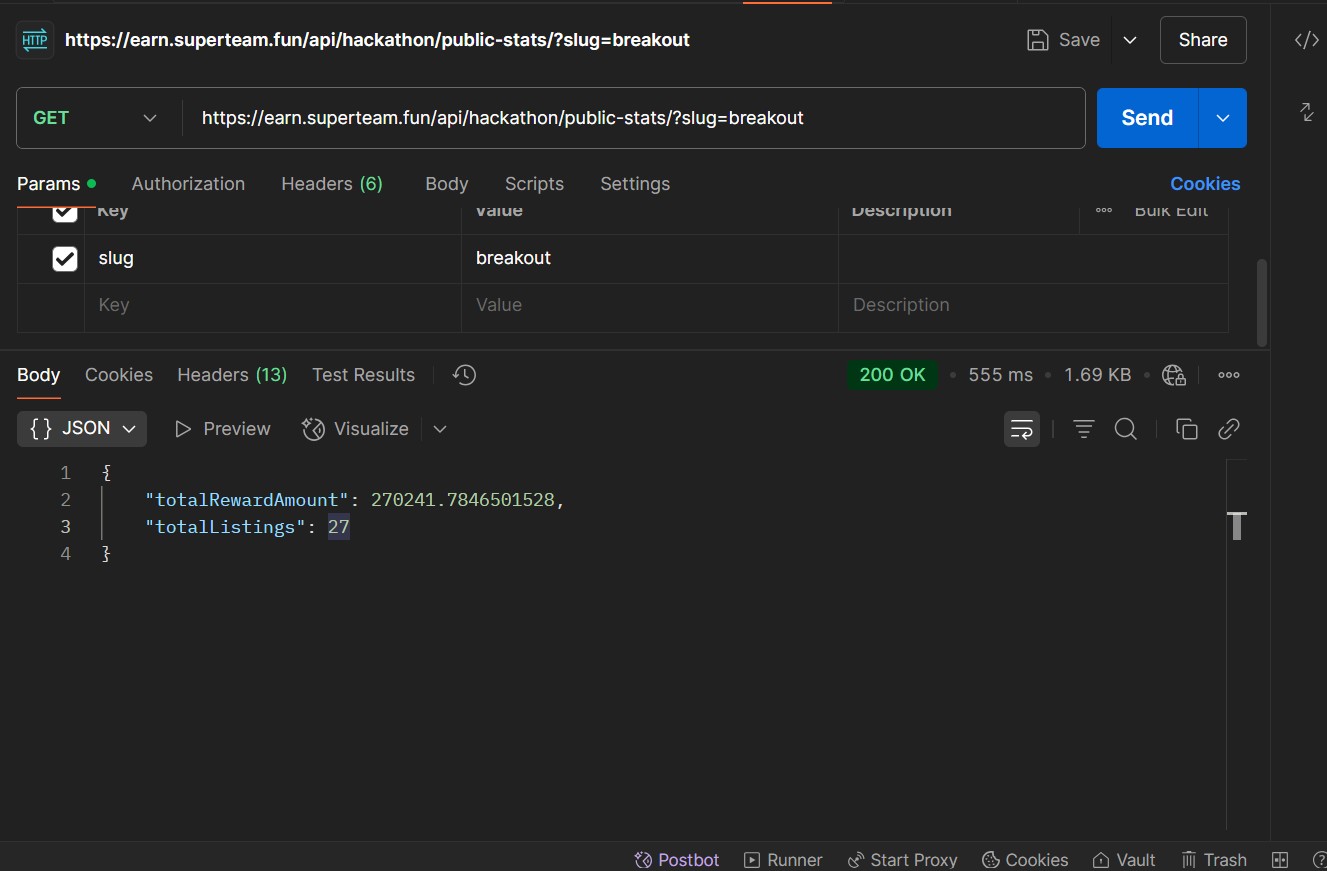 HTTP https://earn.superteam.fun/api/hackathon/public-stats/?slug=breakout Save Share
GET https://earn.superteam.fun/api/hackathon/public-stats/?slug=breakout Send
Params Authorization Headers (6) Body Scripts Settings Cookies
Key Value Description Bulk Edit
slug breakout
Key Value Description
Body Cookies Headers (13) Test Results 200 OK 555 ms 1.69 KB
{} JSON Preview Visualize
1 {
2 "totalRewardAmount": 270241.7846501528,
3 "totalListings": 27
4 }
Postbot Runner Start Proxy Cookies Vault Trash